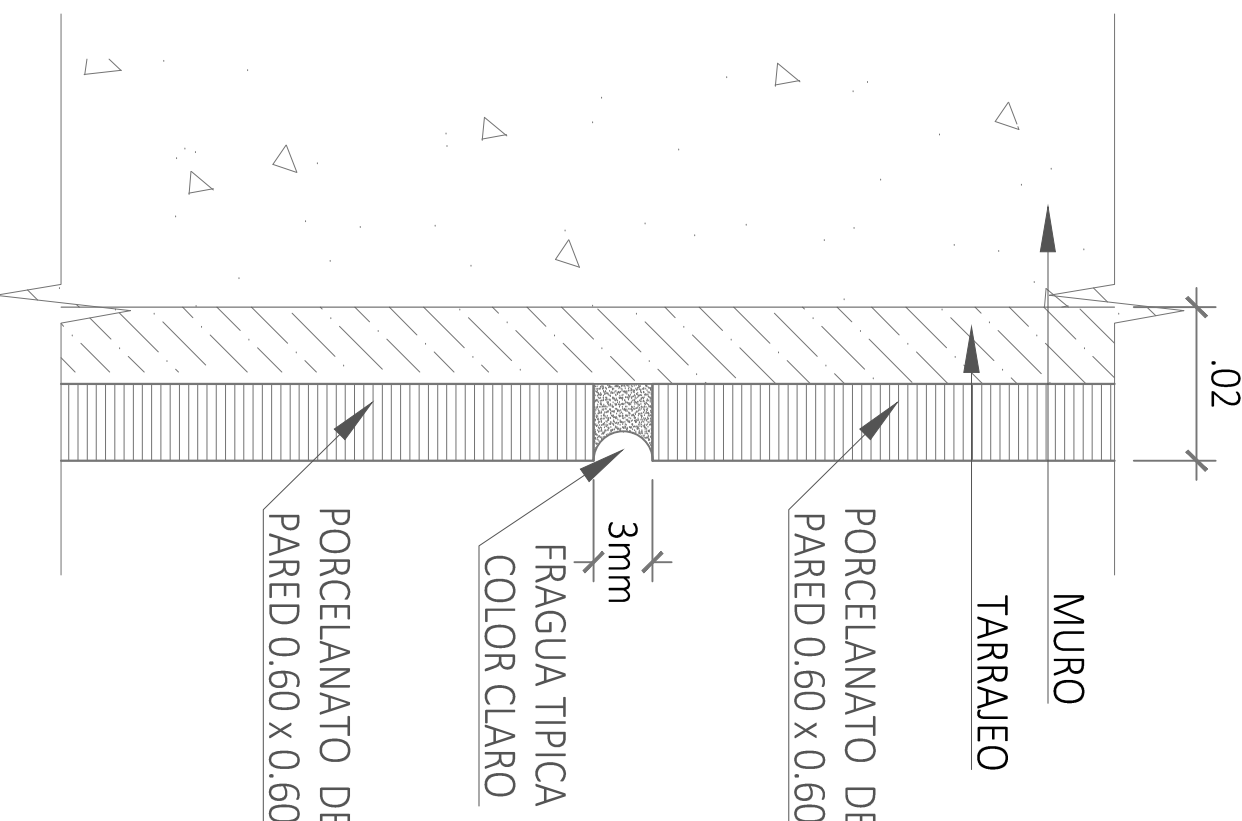 .02
MURO
TARRAJEO
PORCELANATO DE
PARED 0.60 x 0.60
3mm
FRAGUA TIPICA
COLOR CLARO
PORCELANATO DE
PARED 0.60 x 0.60